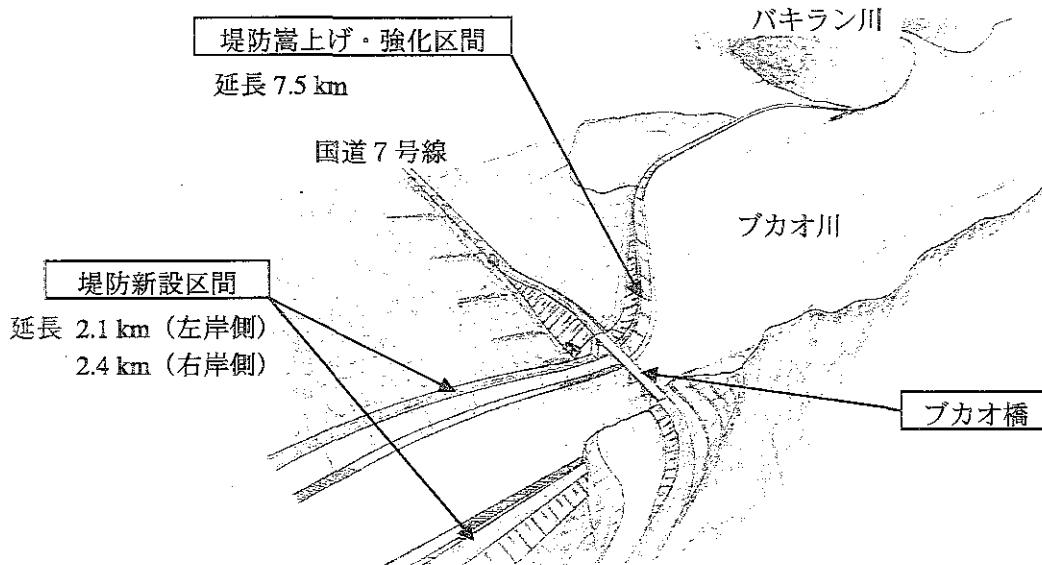 バキラン川
堤防嵩上げ・強化区間
延長 7.5 km
国道7号線
ブカオ川
堤防新設区間
延長 2.1 km（左岸側）
2.4 km（右岸側）
ブカオ橋